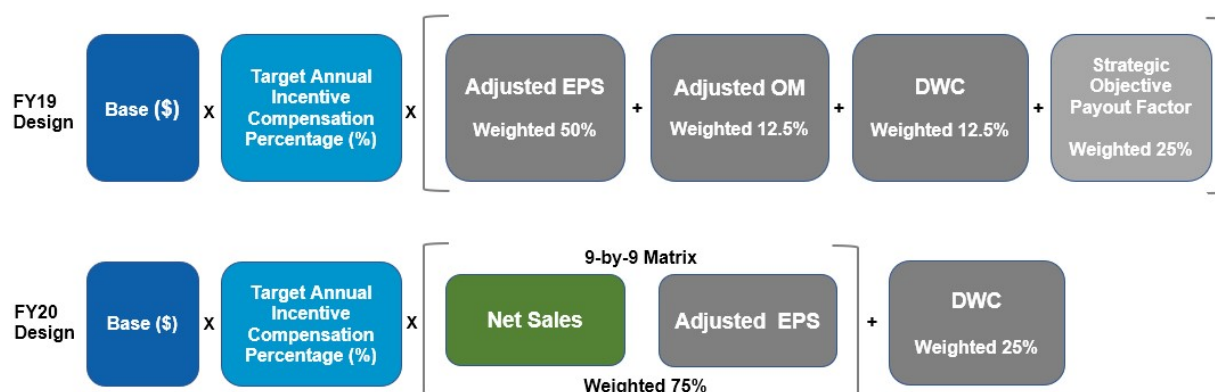 FY19
Design
Base ($)
X
Target Annual
Incentive
Compensation
Percentage (%)
X
Adjusted EPS
Weighted 50%
+
Adjusted OM
Weighted 12.5%
+
DWC
Weighted 12.5%
+
Strategic
Objective
Payout Factor
Weighted 25%
FY20
Design
Base ($)
X
Target Annual
Incentive
Compensation
Percentage (%)
X
9-by-9 Matrix
Net Sales
Adjusted EPS
Weighted 75%
+
DWC
Weighted 25%